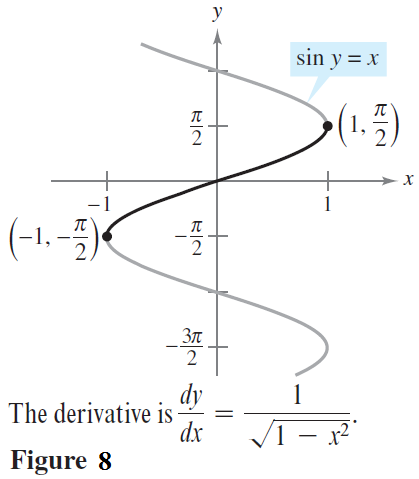 y
sin y = x
π/2
(1, π/2)
x
−1
1
(−1, −π/2)
−π/2
−3π/2
The derivative is dy/dx = 1/√(1 − x²).
Figure 8